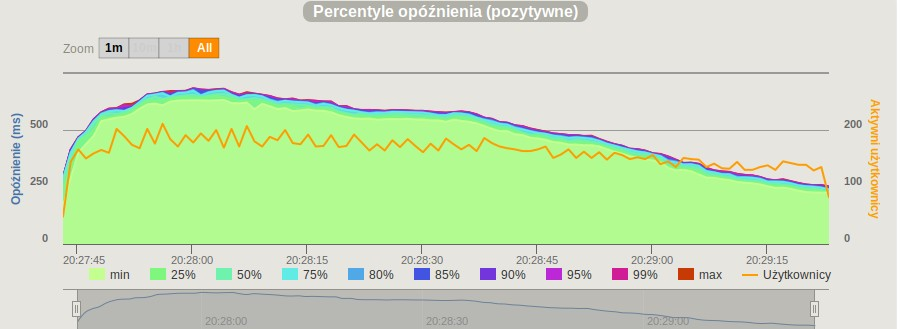 Percentyle opóźnienia (pozytywne)
Zoom 1m All
Opóźnienie (ms)
500
250
0
200
100
0
Aktywni użytkownicy
20:27:45 20:28:00 20:28:15 20:28:30 20:28:45 20:29:00 20:29:15
min 25% 50% 75% 80% 85% 90% 95% 99% max Użytkownicy
20:28:00 20:28:30 20:29:00